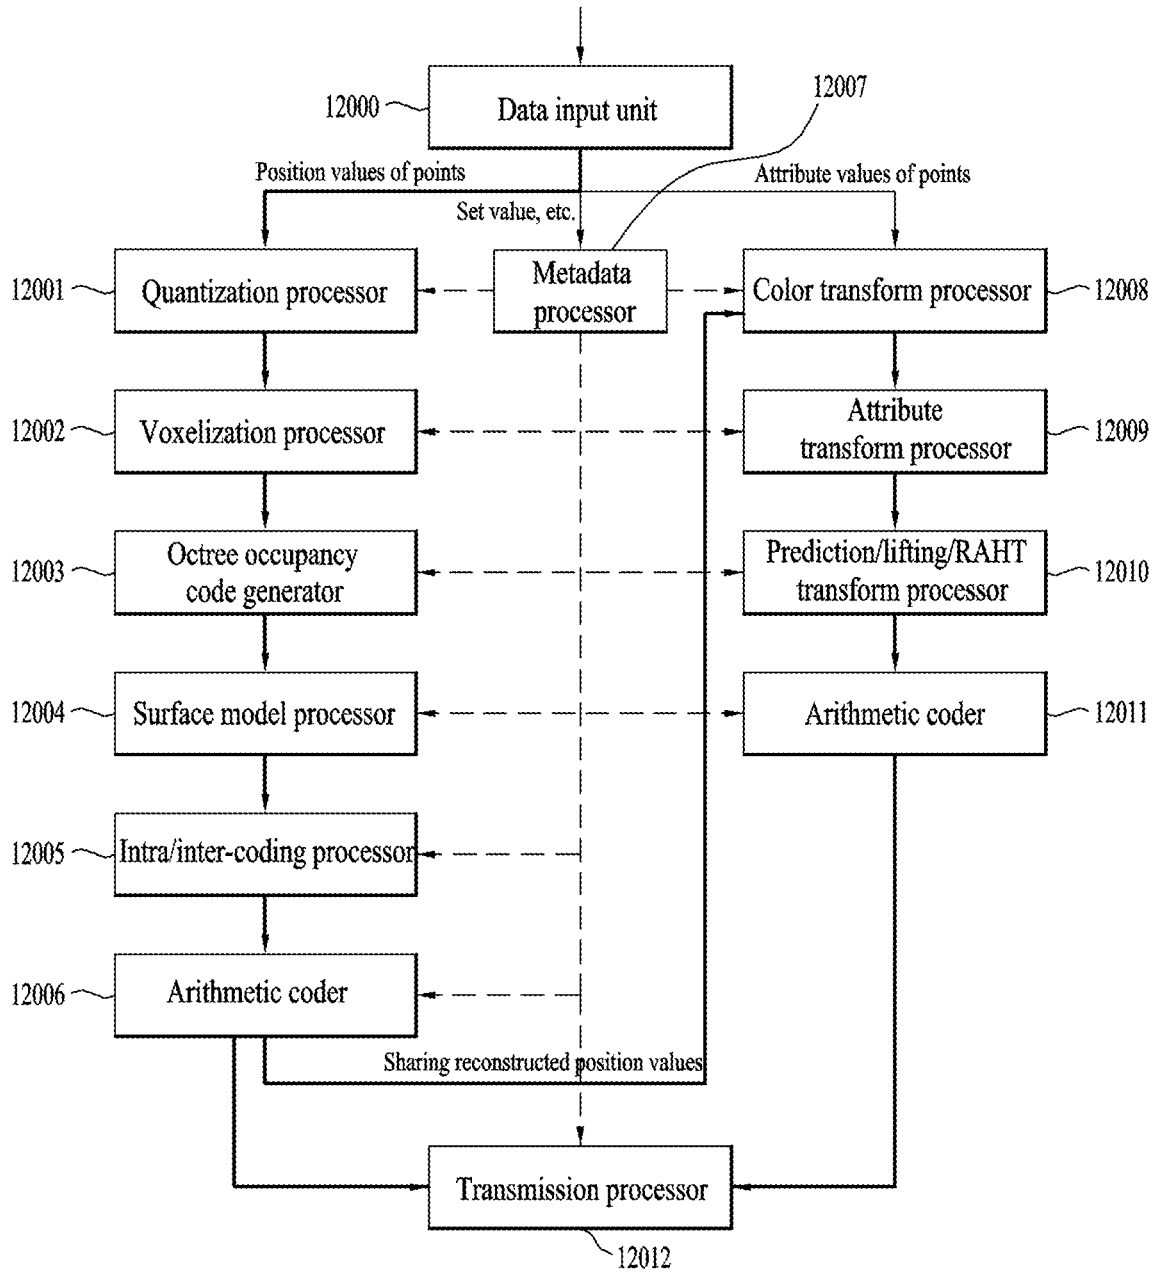 12000
Data input unit
12007
Position values of points
Attribute values of points
Set value, etc.
12001
Quantization processor
Metadada
processor
Color transform processor
12008
12002
Voxelization processor
Attribute
transform processor
12009
12003
Octree occupancy
code generator
Prediction/lifting/RAHT
transform processor
12010
12004
Surface model processor
Arithmetic coder
12011
12005
Intra/inter-coding processor
12006
Arithmetic coder
Sharing reconstructed position values
Transmission processor
12012